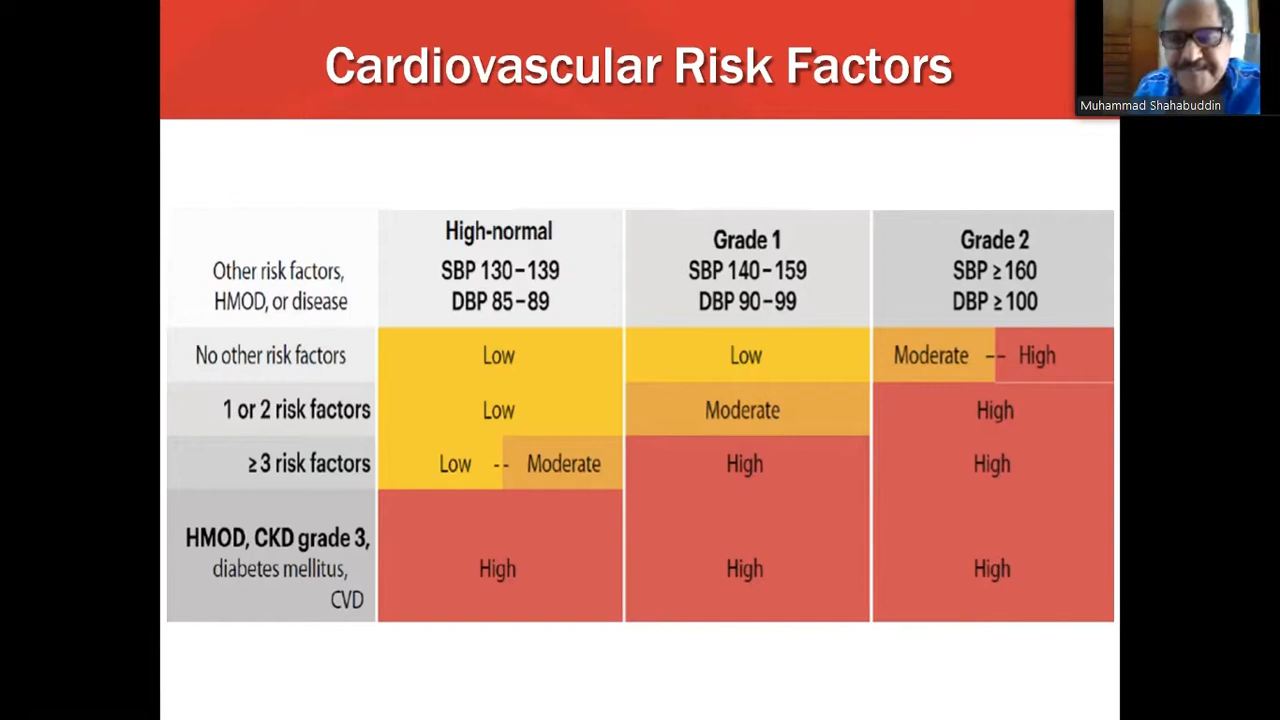 Cardiovascular Risk Factors
Muhammad Shahabuddin
Other risk factors,
HMOD, or disease
High-normal
SBP 130–139
DBP 85–89
Grade 1
SBP 140–159
DBP 90–99
Grade 2
SBP ≥ 160
DBP ≥ 100
No other risk factors
Low
Low
Moderate -- High
1 or 2 risk factors
Low
Moderate
High
≥ 3 risk factors
Low -- Moderate
High
High
HMOD, CKD grade 3,
diabetes mellitus,
CVD
High
High
High